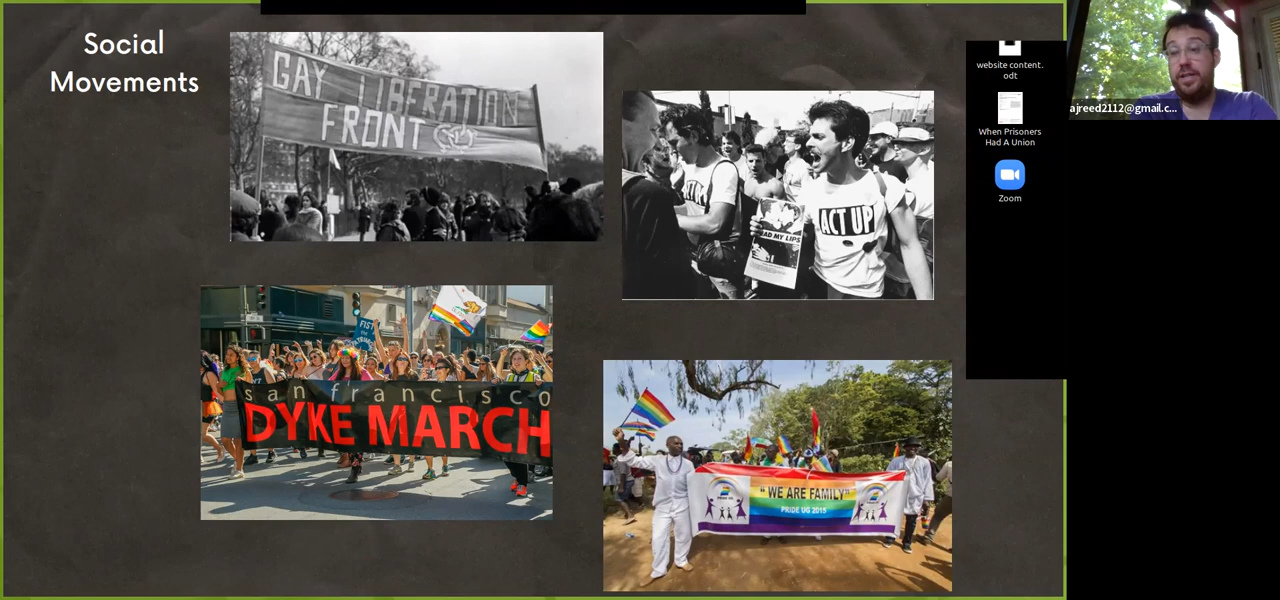 Social
Movements
GAY LIBERATION
FRONT
ACT UP
READ MY LIPS
FIST
san francisco
DYKE MARCH
"WE ARE FAMILY"
PRIDE UG 2015
website content.
odt
When Prisoners
Had A Union
Zoom
ajreed2112@gmail.c...